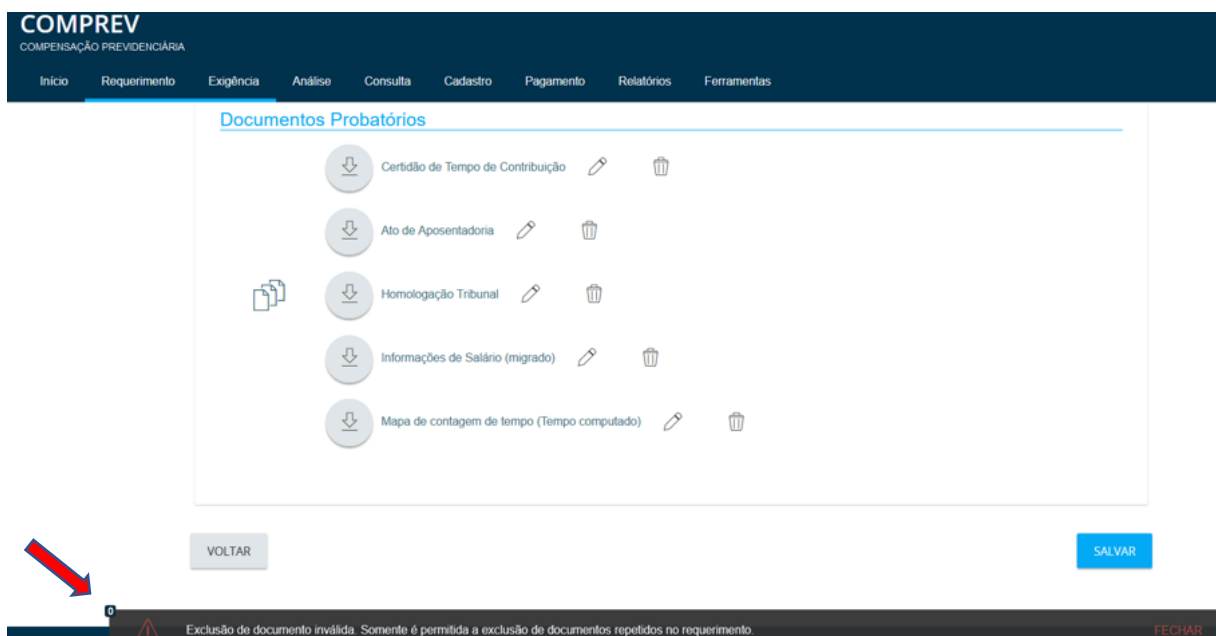 COMPREV
COMPENSAÇÃO PREVIDENCIÁRIA
Início Requerimento Exigência Análise Consulta Cadastro Pagamento Relatórios Ferramentas
Documentos Probatórios
Certidão de Tempo de Contribuição
Ato de Aposentadoria
Homologação Tribunal
Informações de Salário (migrado)
Mapa de contagem de tempo (Tempo computado)
VOLTAR SALVAR
0
Exclusão de documento inválida. Somente é permitida a exclusão de documentos repetidos no requerimento. FECHAR